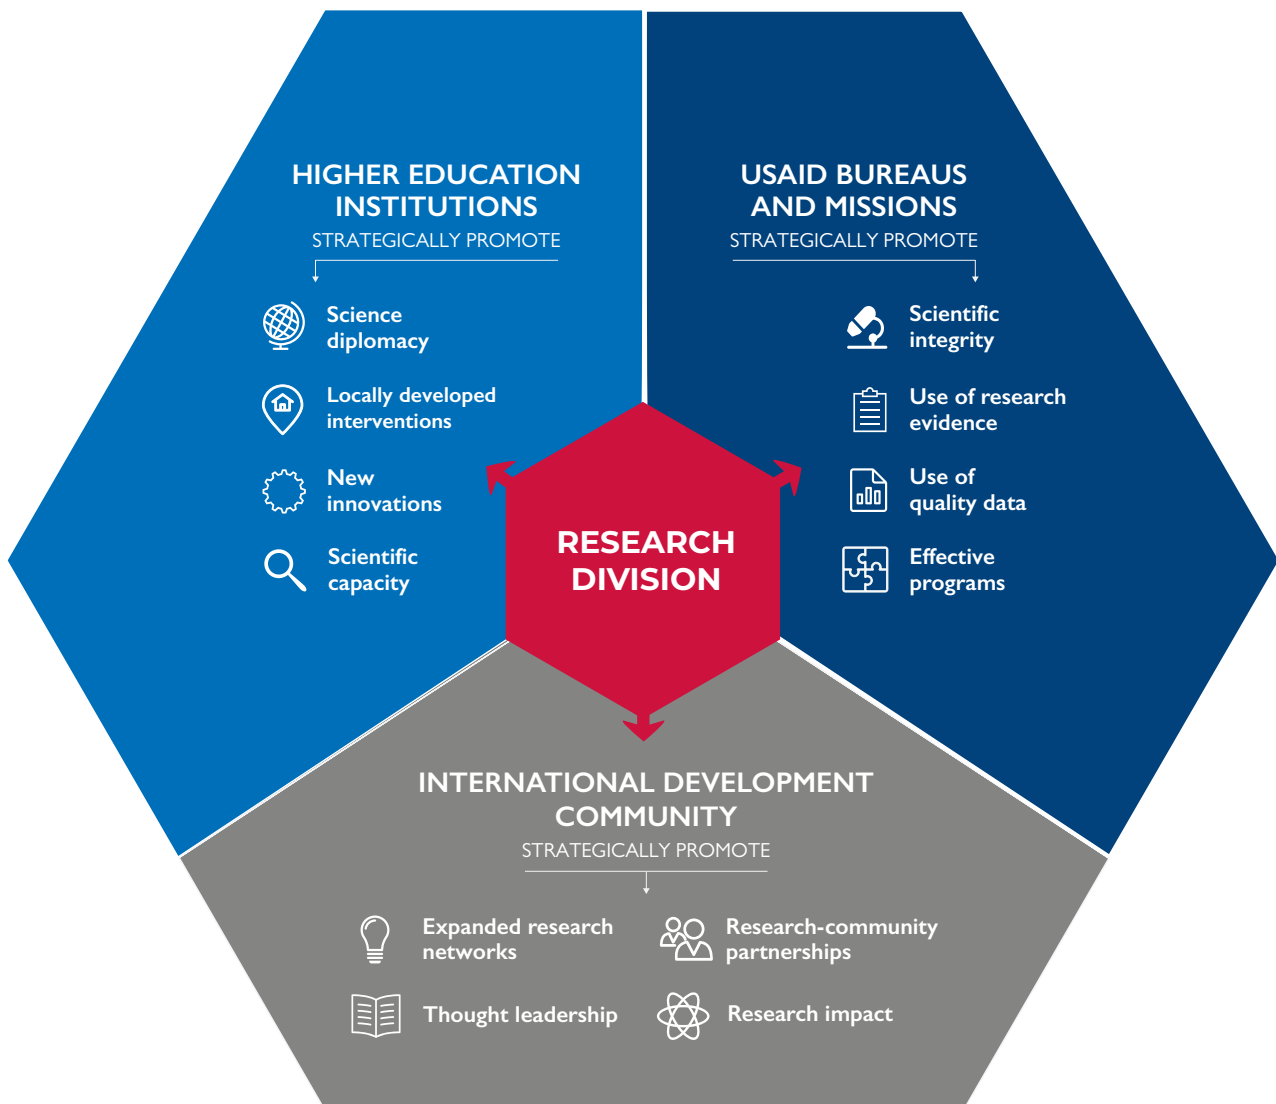 HIGHER EDUCATION
INSTITUTIONS
STRATEGICALLY PROMOTE
Science
diplomacy
Locally developed
interventions
New
innovations
Scientific
capacity
USAID BUREAUS
AND MISSIONS
STRATEGICALLY PROMOTE
Scientific
integrity
Use of research
evidence
Use of
quality data
Effective
programs
RESEARCH
DIVISION
INTERNATIONAL DEVELOPMENT
COMMUNITY
STRATEGICALLY PROMOTE
Expanded research
networks
Research-community
partnerships
Thought leadership
Research impact